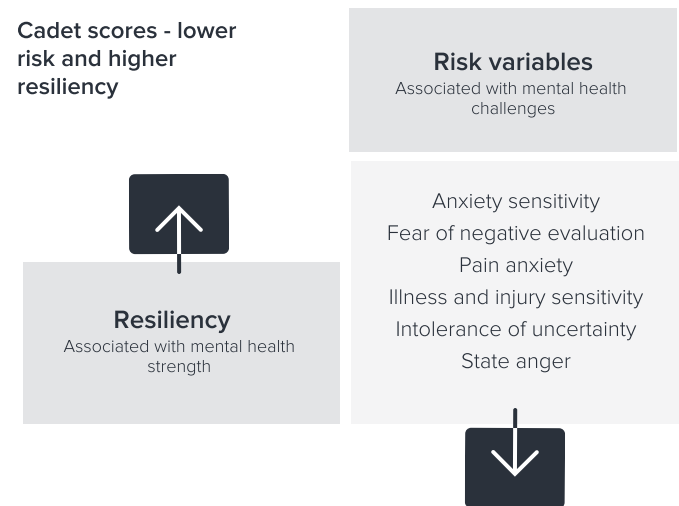 Cadet scores - lower
risk and higher
resiliency
Risk variables
Associated with mental health
challenges
Anxiety sensitivity
Fear of negative evaluation
Pain anxiety
Illness and injury sensitivity
Intolerance of uncertainty
State anger
Resiliency
Associated with mental health
strength